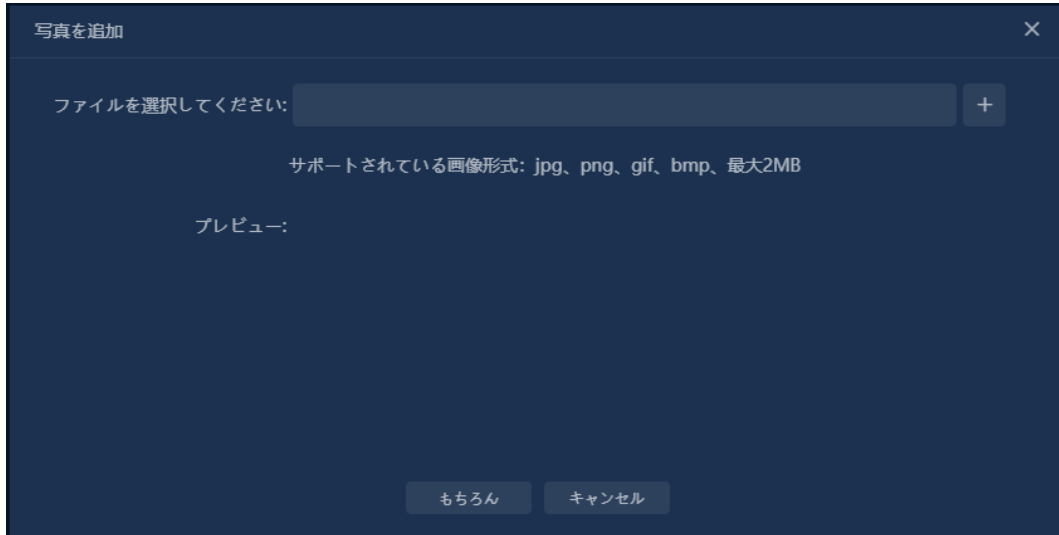 写真を追加
ファイルを選択してください:
サポートされている画像形式: jpg、png、gif、bmp、最大2MB
プレビュー:
もちろん キャンセル